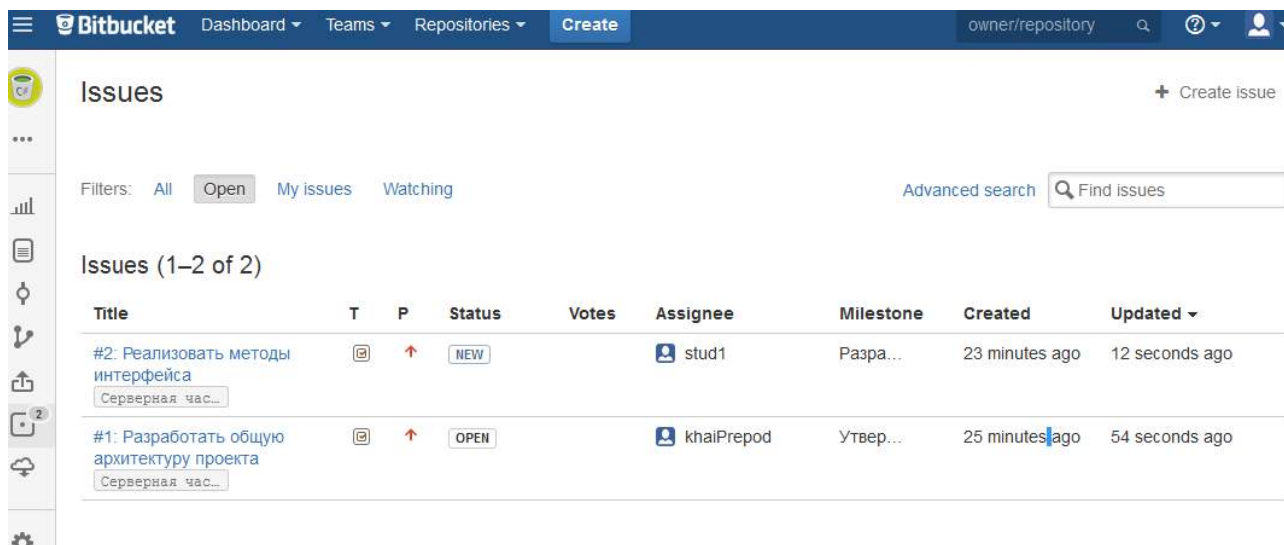 Bitbucket Dashboard Teams Repositories Create owner/repository
C#
Issues
+ Create issue
Filters: All Open My issues Watching Advanced search Find issues
Issues (1–2 of 2)
Title T P Status Votes Assignee Milestone Created Updated
#2: Реализовать методы NEW stud1 Разра... 23 minutes ago 12 seconds ago
интерфейса
Серверная час...
2
#1: Разработать общую OPEN khaiPrepod Утвер... 25 minutes ago 54 seconds ago
архитектуру проекта
Серверная час...